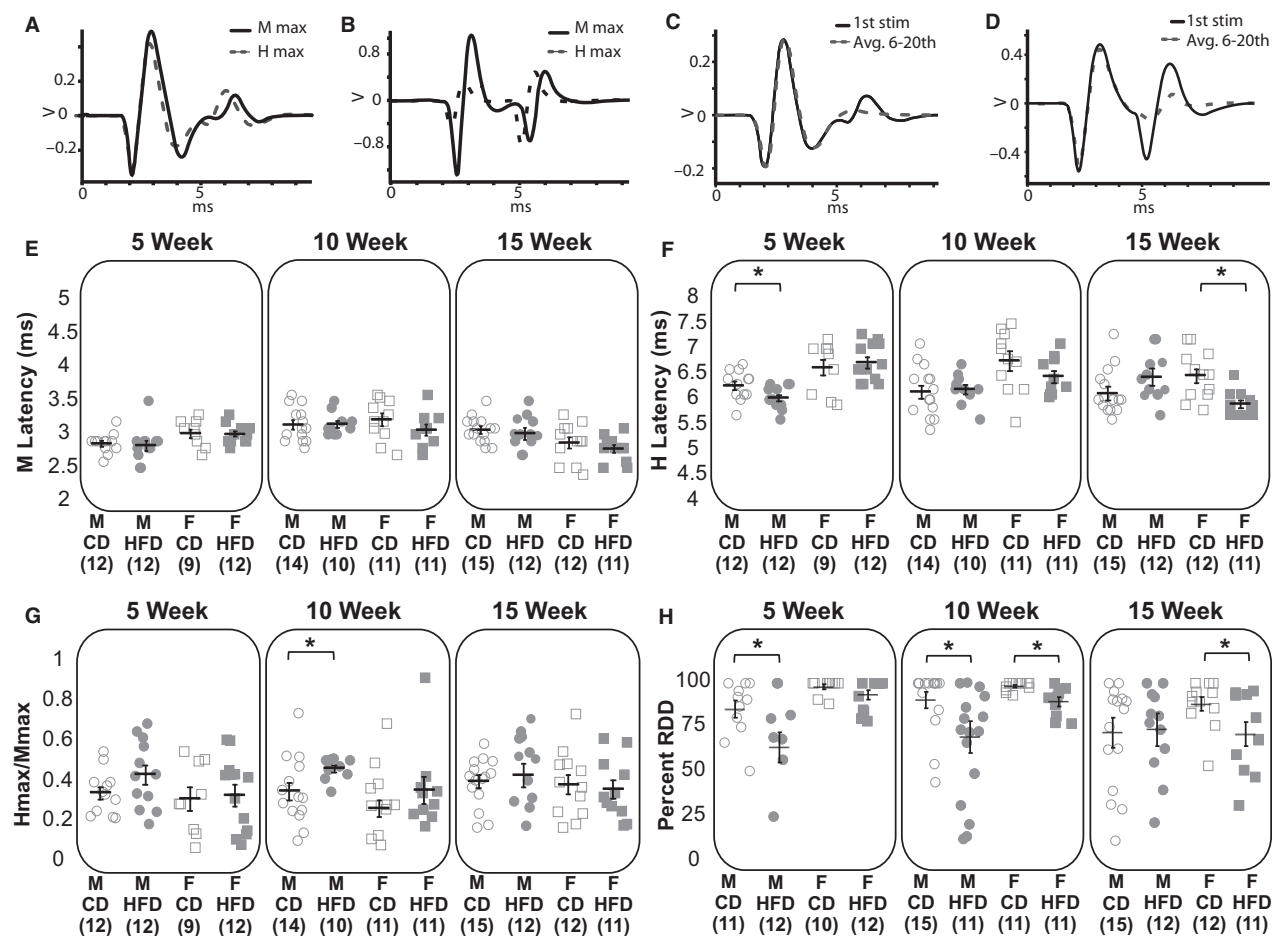 A
M max
H max
0.2
V 0
−0.2
0 5
ms
B
M max
H max
0.8
V 0
−0.8
0 5
ms
C
1st stim
Avg. 6-20th
0.2
V 0
−0.2
0 5
ms
D
1st stim
Avg. 6-20th
0.4
V 0
−0.4
0 5
ms
E
5 Week 10 Week 15 Week
M Latency (ms)
5
4.5
4
3.5
3
2.5
2
M M F F M M F F M M F F
CD HFD CD HFD CD HFD CD HFD CD HFD CD HFD
(12) (12) (9) (12) (14) (10) (11) (11) (15) (12) (12) (11)
F
5 Week 10 Week 15 Week
H Latency (ms)
8
7.5
7
6.5
6
5.5
5
4.5
4
* *
M M F F M M F F M M F F
CD HFD CD HFD CD HFD CD HFD CD HFD CD HFD
(12) (12) (9) (12) (14) (10) (11) (11) (15) (12) (12) (11)
G
5 Week 10 Week 15 Week
Hmax/Mmax
1
0.8
0.6
0.4
0.2
0
*
M M F F M M F F M M F F
CD HFD CD HFD CD HFD CD HFD CD HFD CD HFD
(12) (12) (9) (12) (14) (10) (11) (11) (15) (12) (12) (11)
H
5 Week 10 Week 15 Week
Percent RDD
100
75
50
25
0
* * * *
M M F F M M F F M M F F
CD HFD CD HFD CD HFD CD HFD CD HFD CD HFD
(11) (12) (10) (12) (15) (11) (11) (11) (15) (12) (12) (11)